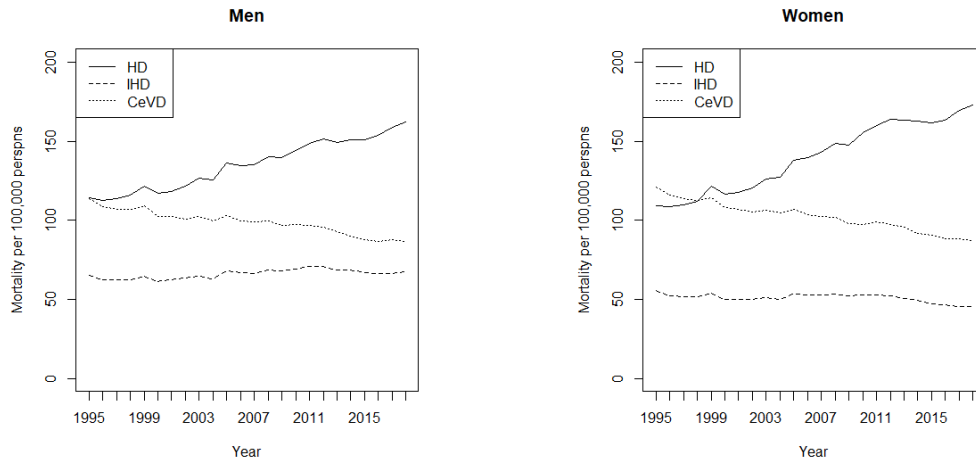 Men
200
150
100
50
0
HD
IHD
CeVD
Mortality per 100,000 perspns
1995 1999 2003 2007 2011 2015
Year
Women
200
150
100
50
0
HD
IHD
CeVD
Mortality per 100,000 perspns
1995 1999 2003 2007 2011 2015
Year